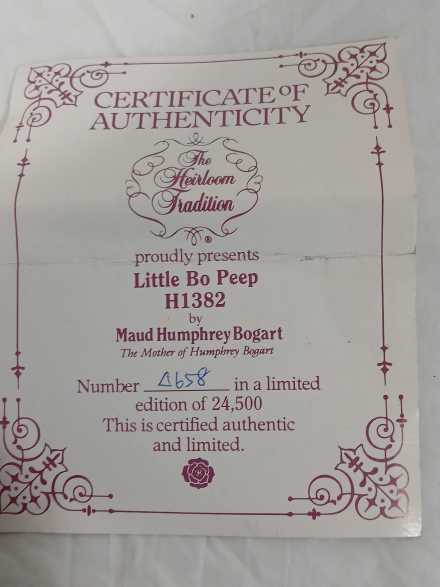 CERTIFICATE OF
AUTHENTICITY
The
Heirloom
Tradition
®
proudly presents
Little Bo Peep
H1382
by
Maud Humphrey Bogart
The Mother of Humphrey Bogart
Number Δ658 in a limited
edition of 24,500
This is certified authentic
and limited.